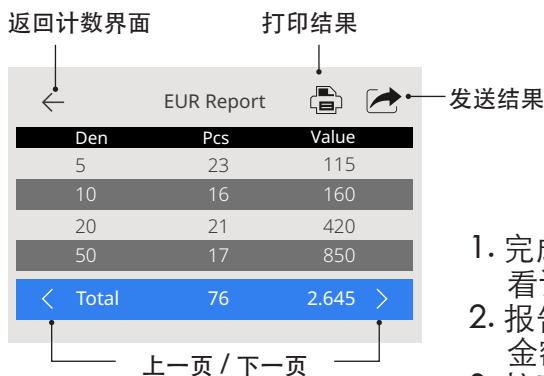 返回计数界面 打印结果
EUR Report
发送结果
Den Pcs Value
5 23 115
10 16 160
20 21 420
50 17 850
Total 76 2.645
上一页 / 下一页
1. 完
看
2. 报
金